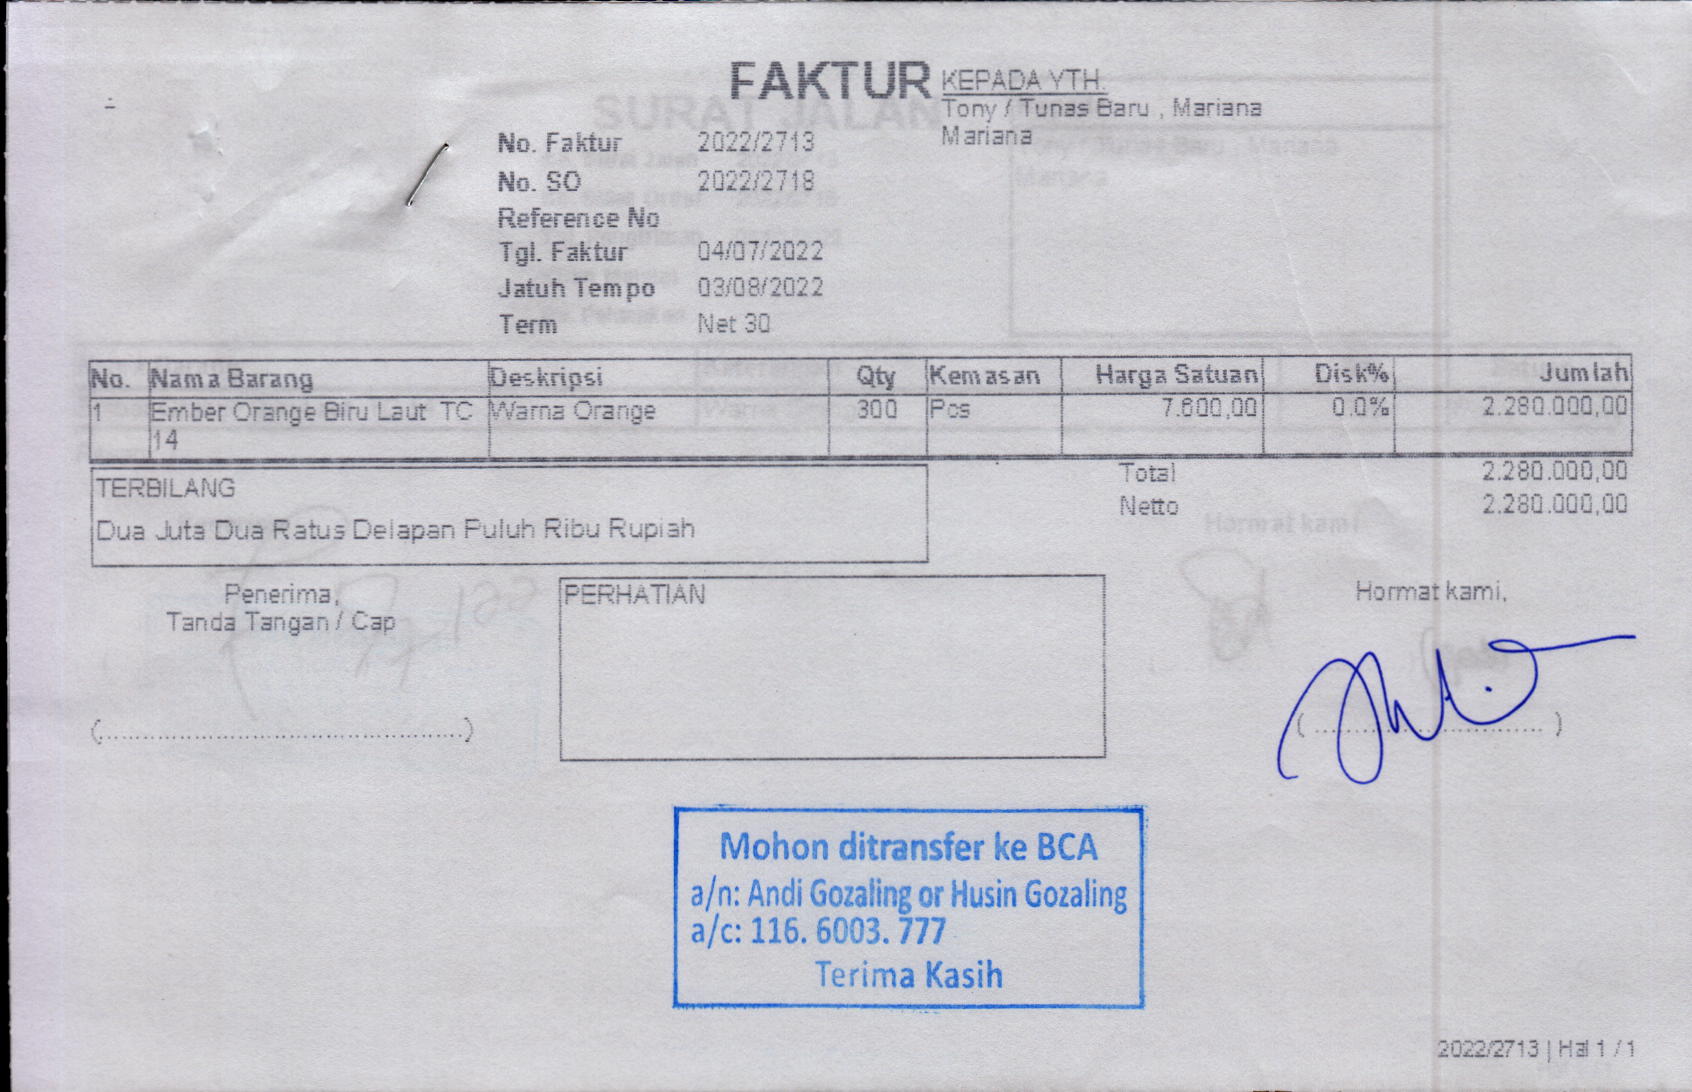 FAKTUR
KEPADA YTH.
Tony / Tunas Baru , Mariana
Mariana
No. Faktur 2022/2713
No. SO 2022/2718
Reference No
Tgl. Faktur 04/07/2022
Jatuh Tempo 03/08/2022
Term Net 30
SURAT JALAN
No. Nama Barang Deskripsi Qty Kemasan Harga Satuan Disk% Jumlah
1 Ember Orange Biru Laut TC Warna Orange 300 Pcs 7.600,00 0.0% 2.280.000,00
14
Total 2.280.000,00
Netto 2.280.000,00
TERBILANG
Dua Juta Dua Ratus Delapan Puluh Ribu Rupiah
Hormat kami
Penerima,
Tanda Tangan / Cap
PERHATIAN
Hormat kami,
Mohon ditransfer ke BCA
a/n: Andi Gozaling or Husin Gozaling
a/c: 116. 6003. 777
Terima Kasih
2022/2713 | Hal 1 / 1